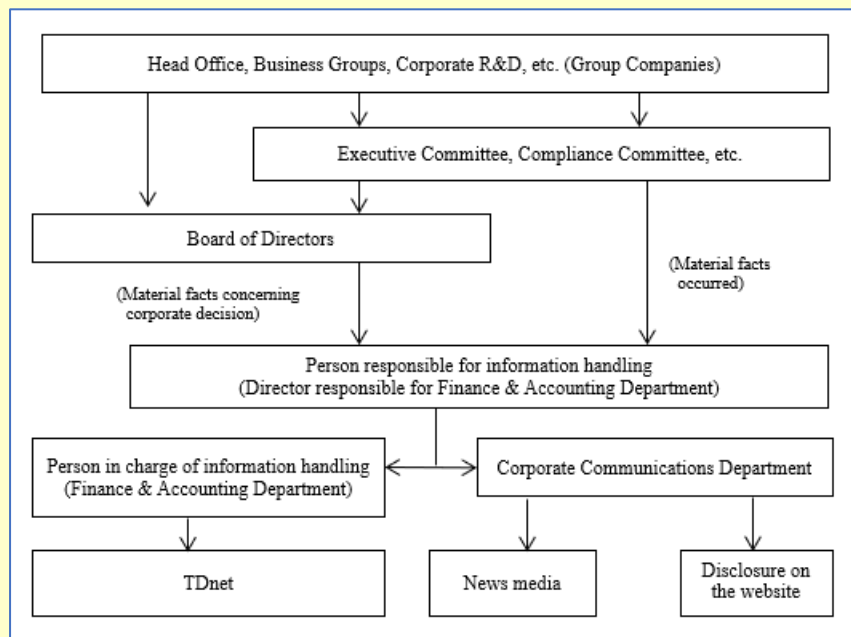 Head Office, Business Groups, Corporate R&D, etc. (Group Companies)
Executive Committee, Compliance Committee, etc.
Board of Directors
(Material facts concerning
corporate decision)
(Material facts
occurred)
Person responsible for information handling
(Director responsible for Finance & Accounting Department)
Person in charge of information handling
(Finance & Accounting Department)
Corporate Communications Department
TDnet
News media
Disclosure on
the website